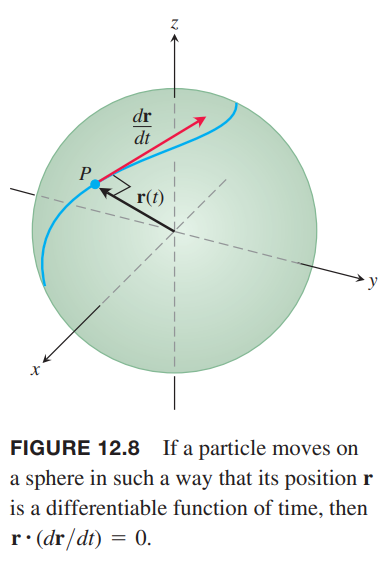 z
dr
dt
P
r(t)
y
x
FIGURE 12.8 If a particle moves on
a sphere in such a way that its position r
is a differentiable function of time, then
r · (dr/dt) = 0.